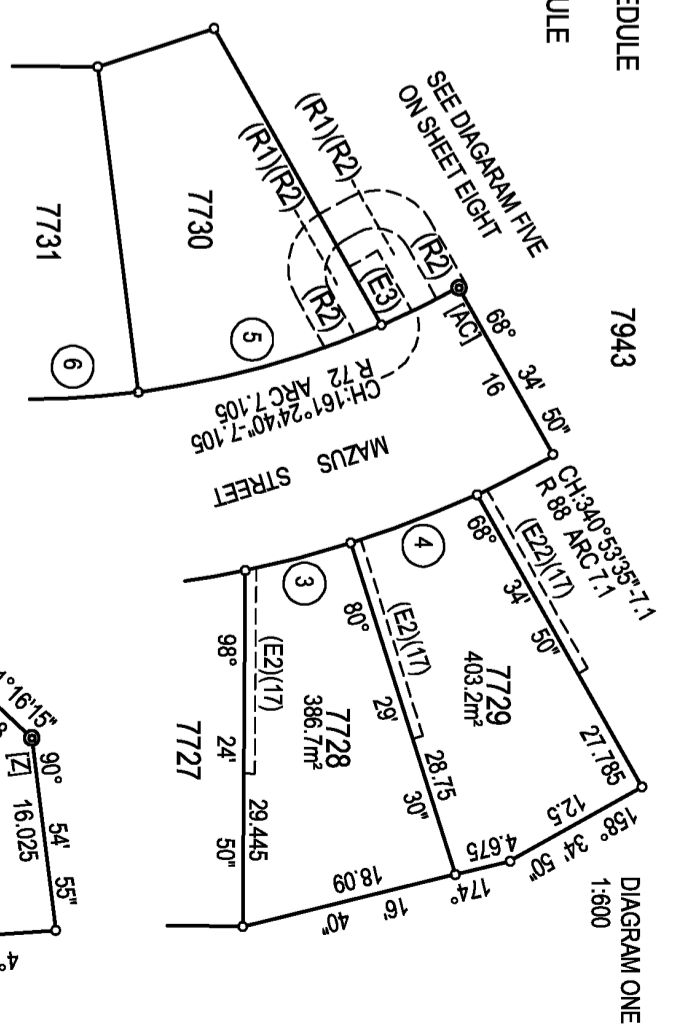 EDULE
ULE
SEE DIAGARAM FIVE
ON SHEET EIGHT
7943
(R1)(R2)
(R1)(R2)
(R2)
(E3)
(R2)
[AC]
68° 34' 50"
16
7730
7731
5
6
CH:161°24'40"-7.105
R 72 ARC 7.105
MAZUS STREET
CH:340°53'35"-7.1
R 88 ARC 7.1
(E22)(17)
68° 34' 50"
27.785
4
7729
403.2m²
(E2)(17)
80° 29' 30"
28.75
3
7728
386.7m²
(E2)(17)
98° 24' 50"
29.445
7727
12.5
158° 34' 50"
4.675
174° 16' 40"
18.09
DIAGRAM ONE
1:600
1°16'15"
[Z]
90° 54' 55"
16.025
4°